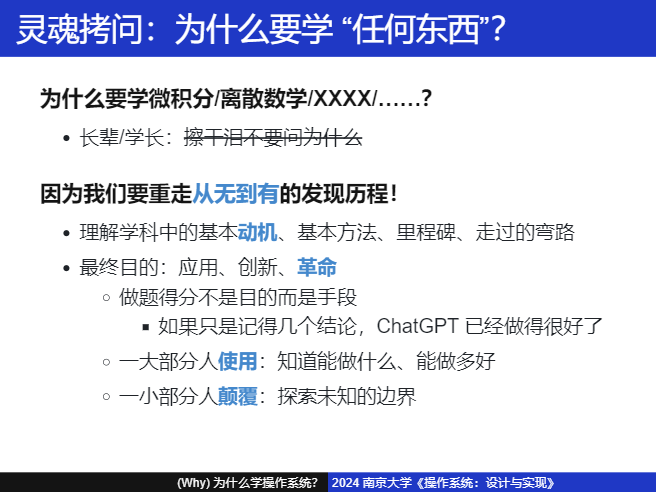 灵魂拷问：为什么要学 “任何东西”？
为什么要学微积分/离散数学/XXXX/……？
• 长辈/学长：擦干泪不要问为什么
因为我们要重走从无到有的发现历程！
• 理解学科中的基本动机、基本方法、里程碑、走过的弯路
• 最终目的：应用、创新、革命
◦ 做题得分不是目的而是手段
▪ 如果只是记得几个结论，ChatGPT 已经做得很好了
◦ 一大部分人使用：知道能做什么、能做多好
◦ 一小部分人颠覆：探索未知的边界
(Why) 为什么学操作系统？ 2024 南京大学《操作系统：设计与实现》